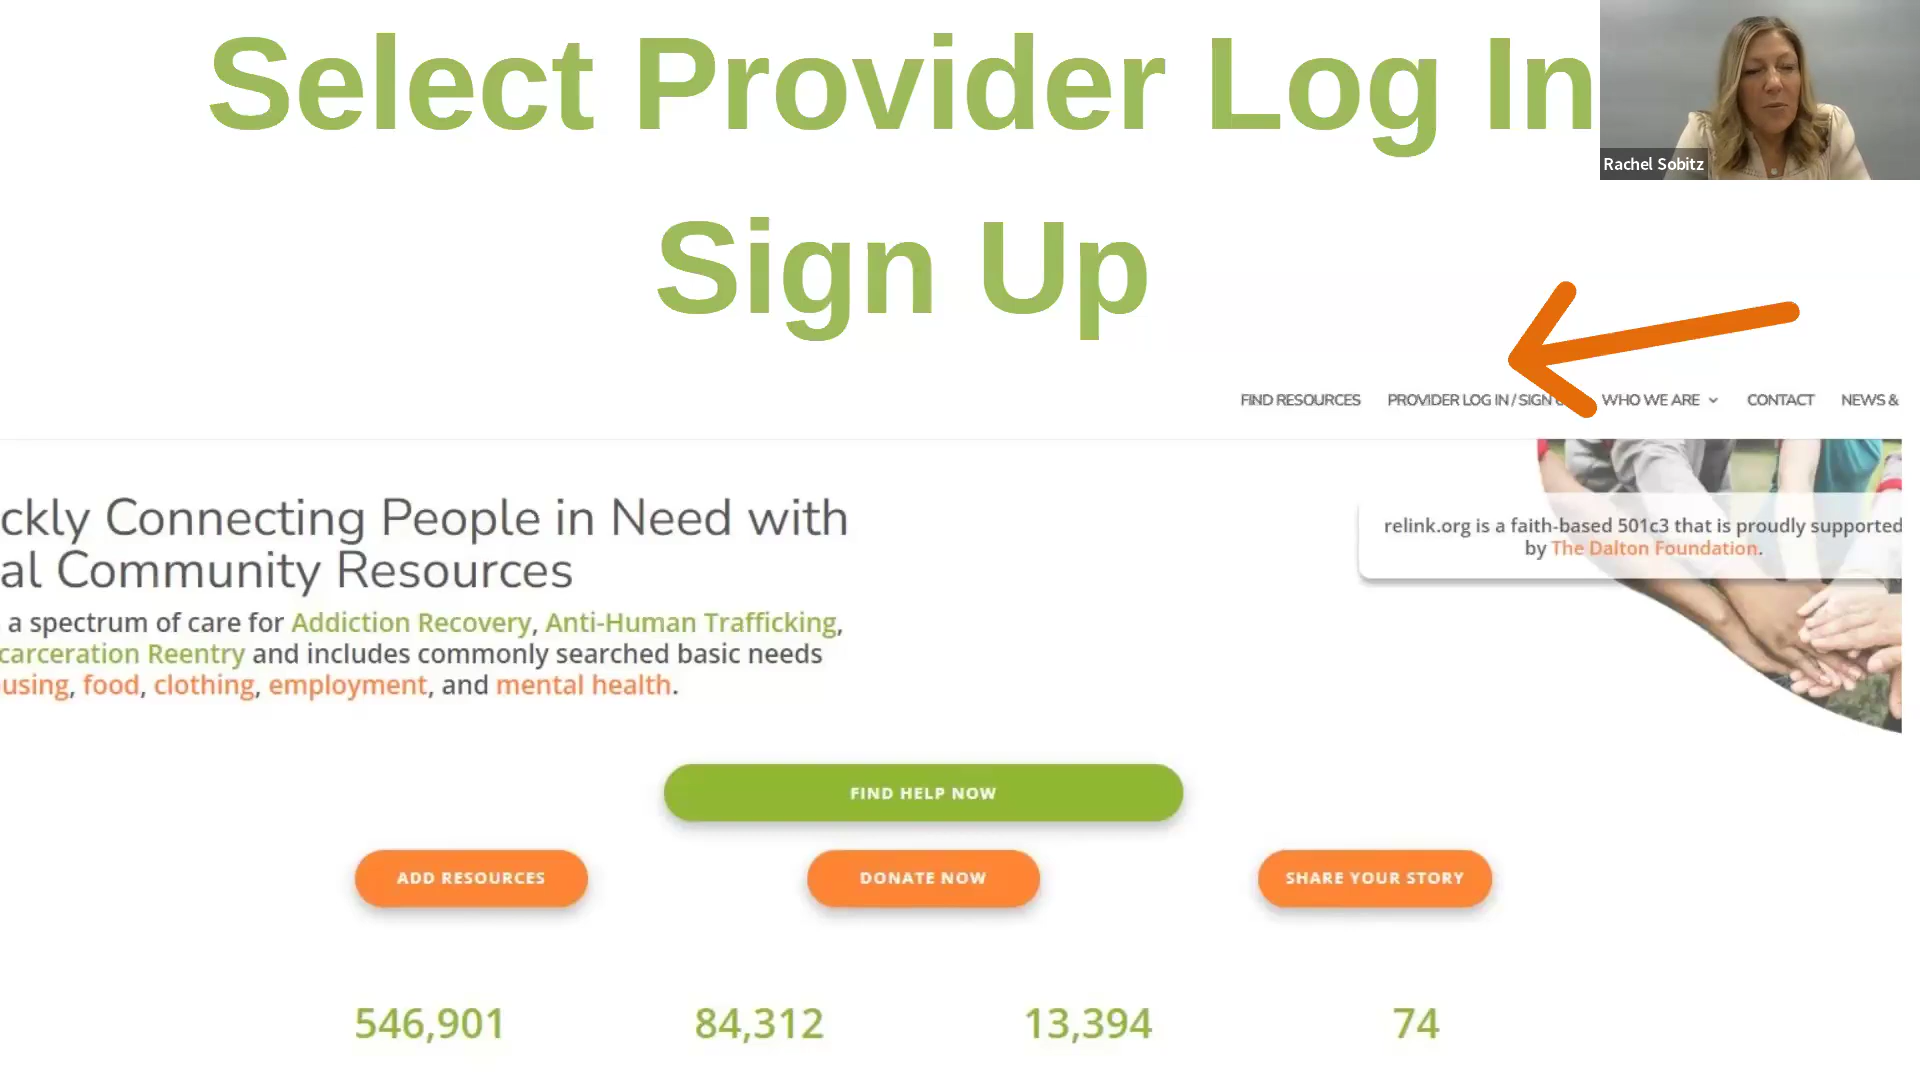 Select Provider Log In
Sign Up
Rachel Sobitz
FIND RESOURCES PROVIDER LOG IN / SIGN WHO WE ARE CONTACT NEWS &
ckly Connecting People in Need with
al Community Resources
a spectrum of care for Addiction Recovery, Anti-Human Trafficking,
carceration Reentry and includes commonly searched basic needs
using, food, clothing, employment, and mental health.
relink.org is a faith-based 501c3 that is proudly supported
by The Dalton Foundation.
FIND HELP NOW
ADD RESOURCES DONATE NOW SHARE YOUR STORY
546,901 84,312 13,394 74